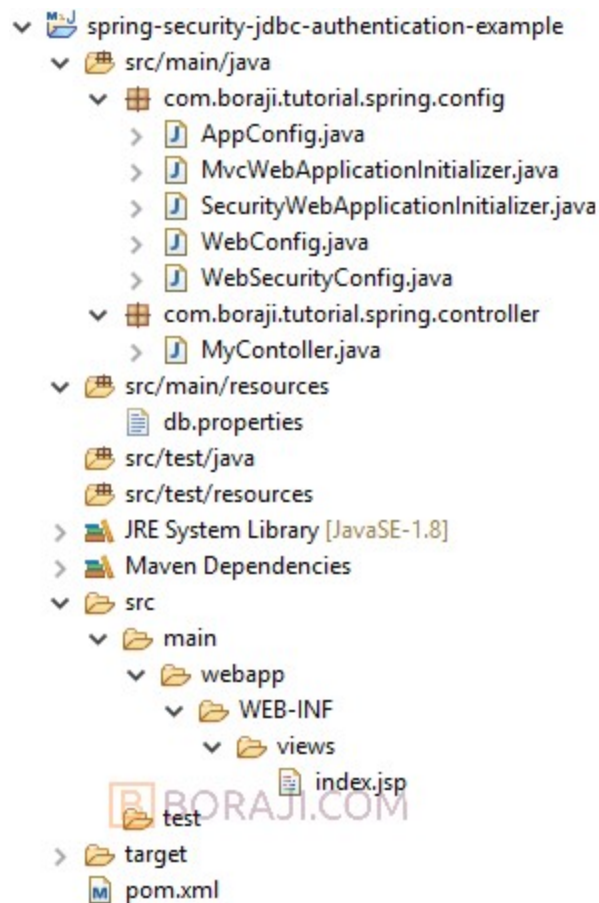 spring-security-jdbc-authentication-example
src/main/java
com.boraji.tutorial.spring.config
AppConfig.java
MvcWebApplicationInitializer.java
SecurityWebApplicationInitializer.java
WebConfig.java
WebSecurityConfig.java
com.boraji.tutorial.spring.controller
MyContoller.java
src/main/resources
db.properties
src/test/java
src/test/resources
JRE System Library [JavaSE-1.8]
Maven Dependencies
src
main
webapp
WEB-INF
views
index.jsp
B BORAJI.COM
test
target
pom.xml